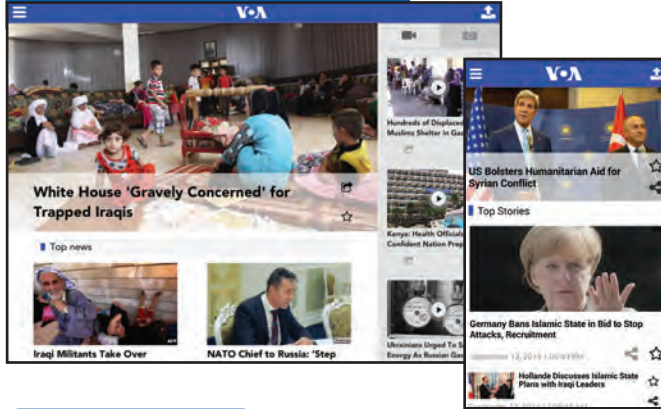 VOA
White House 'Gravely Concerned' for
Trapped Iraqis
Top news
AFP
Iraqi Militants Take Over
NATO Chief to Russia: 'Step
Hundreds of Displaced
Muslims Shelter in
Kenya: Health Officials
Confident Nation
Ukrainians Urged To
Energy As Russian
VOA
US Bolsters Humanitarian Aid for
Syrian Conflict
Top Stories
Germany Bans Islamic State in Bid to Stop
Attacks, Recruitment
Hollande Discusses Islamic State
Plans with Iraqi Leaders